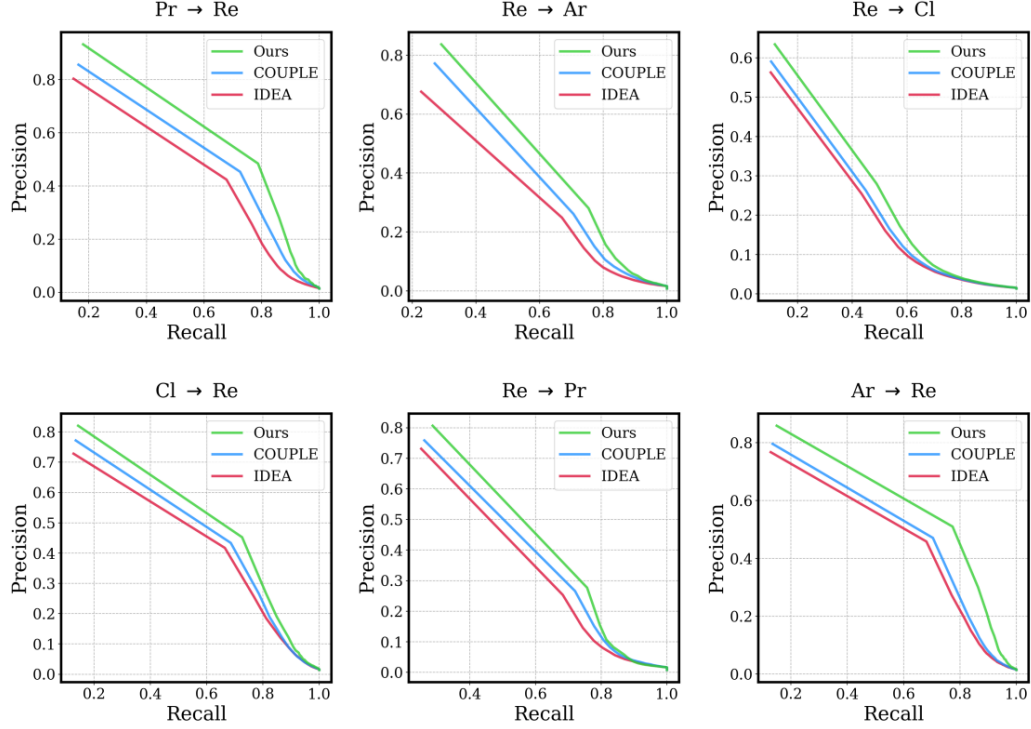 Pr → Re
Precision
0.8
0.6
0.4
0.2
0.0
Ours
COUPLE
IDEA
0.2 0.4 0.6 0.8 1.0
Recall
Re → Ar
Precision
0.8
0.6
0.4
0.2
0.0
Ours
COUPLE
IDEA
0.4 0.6 0.8 1.0
Recall
Re → Cl
Precision
0.6
0.5
0.4
0.3
0.2
0.1
0.0
Ours
COUPLE
IDEA
0.2 0.4 0.6 0.8 1.0
Recall
Cl → Re
Precision
0.8
0.7
0.6
0.5
0.4
0.3
0.2
0.1
0.0
Ours
COUPLE
IDEA
0.2 0.4 0.6 0.8 1.0
Recall
Re → Pr
Precision
0.8
0.7
0.6
0.5
0.4
0.3
0.2
0.1
0.0
Ours
COUPLE
IDEA
0.4 0.6 0.8 1.0
Recall
Ar → Re
Precision
0.8
0.6
0.4
0.2
0.0
Ours
COUPLE
IDEA
0.2 0.4 0.6 0.8 1.0
Recall